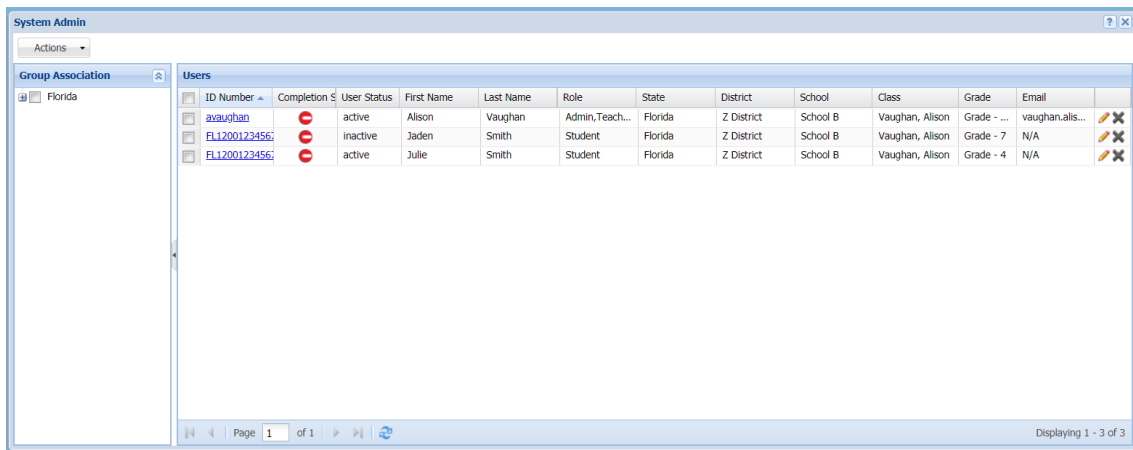 System Admin
Actions
Group Association
Users
Florida
ID Number Completion S User Status First Name Last Name Role State District School Class Grade Email
avaughan active Alison Vaughan Admin,Teach... Florida Z District School B Vaughan, Alison Grade - ... vaughan.alis...
FL12001234567 inactive Jaden Smith Student Florida Z District School B Vaughan, Alison Grade - 7 N/A
FL12001234567 active Julie Smith Student Florida Z District School B Vaughan, Alison Grade - 4 N/A
Page 1 of 1
Displaying 1 - 3 of 3